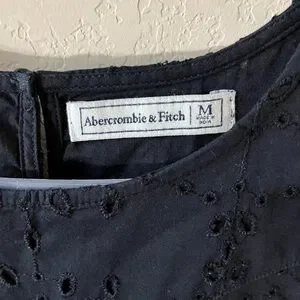 Abercrombie & Fitch
M
MADE IN
INDIA